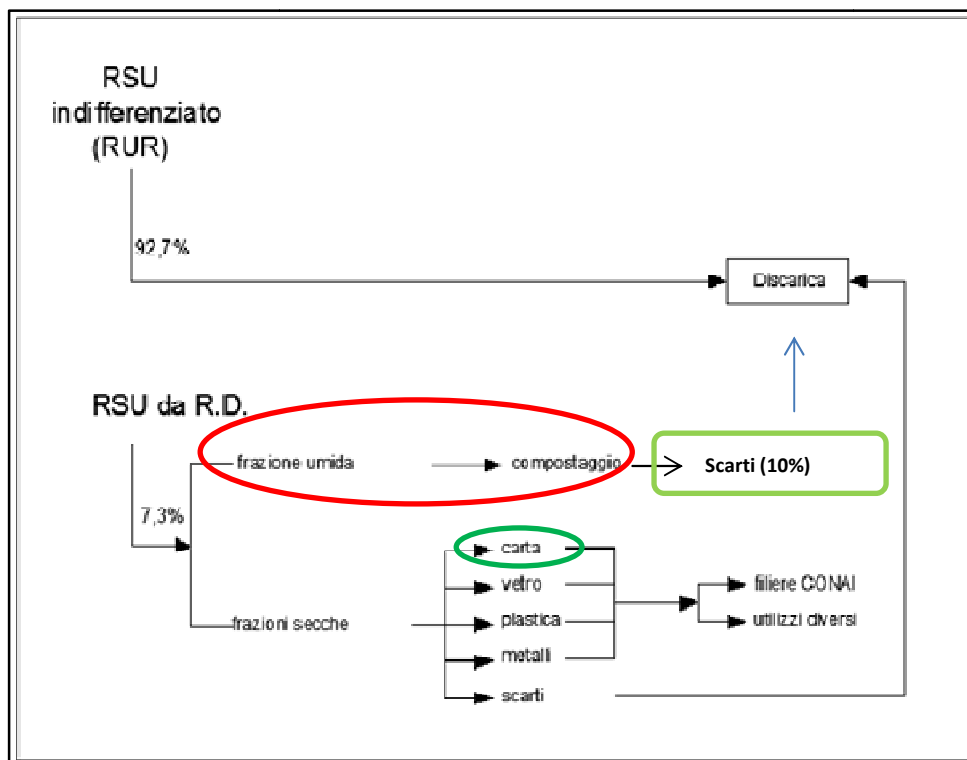 RSU
indifferenziato
(RUR)
92,7%
Discarica
RSU da R.D.
frazione umida
compostaggio
Scarti (10%)
7,3%
carta
vetro
filiere CONAI
plastica
utilizzi diversi
frazioni secche
metalli
scarti